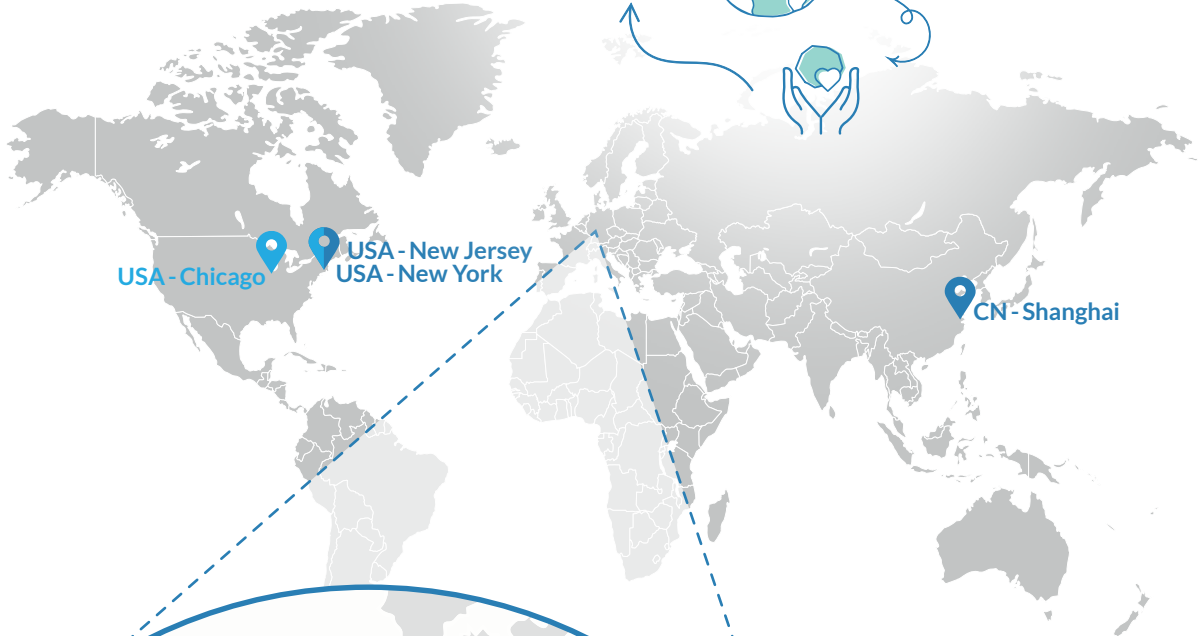 USA - New Jersey
USA - Chicago
USA - New York
CN - Shanghai